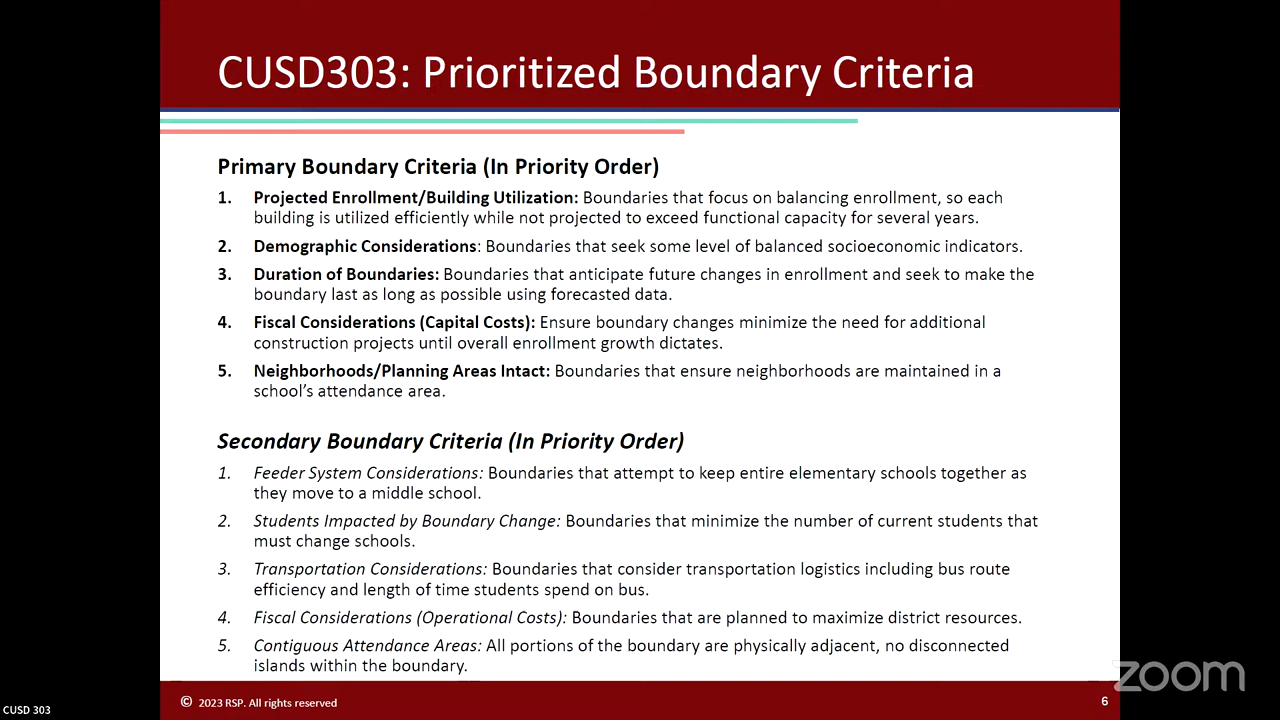 CUSD303: Prioritized Boundary Criteria
Primary Boundary Criteria (In Priority Order)
1. Projected Enrollment/Building Utilization: Boundaries that focus on balancing enrollment, so each
building is utilized efficiently while not projected to exceed functional capacity for several years.
2. Demographic Considerations: Boundaries that seek some level of balanced socioeconomic indicators.
3. Duration of Boundaries: Boundaries that anticipate future changes in enrollment and seek to make the
boundary last as long as possible using forecasted data.
4. Fiscal Considerations (Capital Costs): Ensure boundary changes minimize the need for additional
construction projects until overall enrollment growth dictates.
5. Neighborhoods/Planning Areas Intact: Boundaries that ensure neighborhoods are maintained in a
school’s attendance area.
Secondary Boundary Criteria (In Priority Order)
1. Feeder System Considerations: Boundaries that attempt to keep entire elementary schools together as
they move to a middle school.
2. Students Impacted by Boundary Change: Boundaries that minimize the number of current students that
must change schools.
3. Transportation Considerations: Boundaries that consider transportation logistics including bus route
efficiency and length of time students spend on bus.
4. Fiscal Considerations (Operational Costs): Boundaries that are planned to maximize district resources.
5. Contiguous Attendance Areas: All portions of the boundary are physically adjacent, no disconnected
islands within the boundary.
zoom
© 2023 RSP. All rights reserved
6
CUSD 303